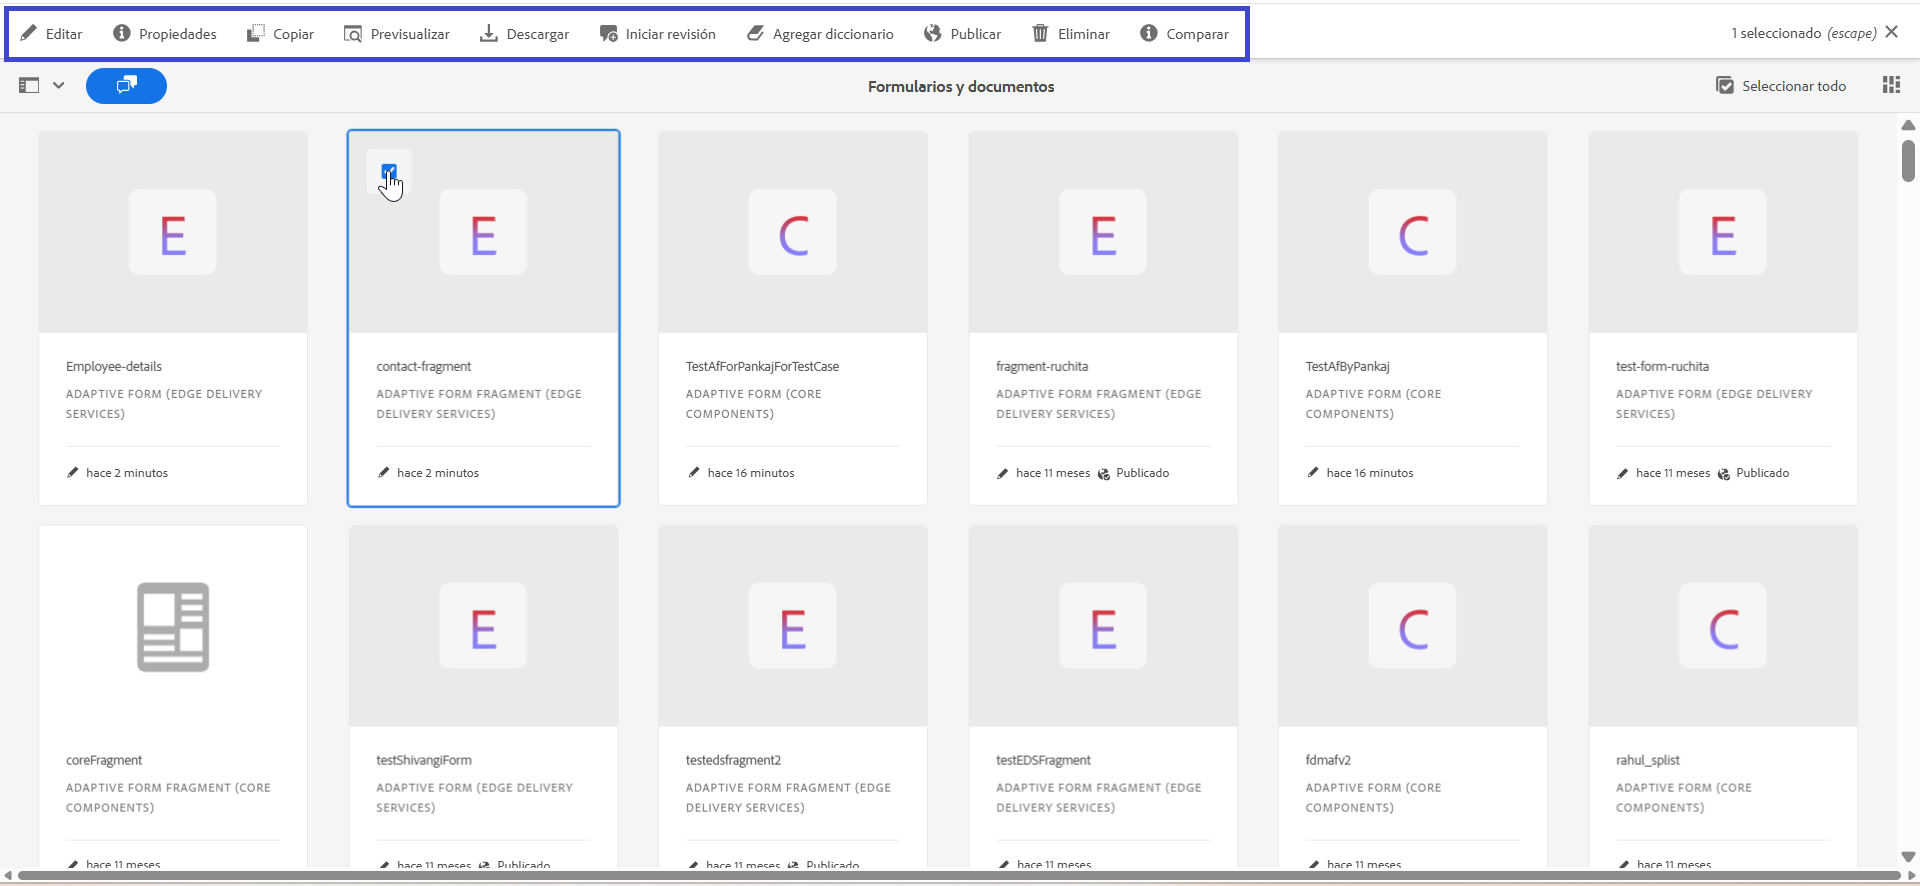 Editar Propiedades Copiar Previsualizar Descargar Iniciar revisión Agregar diccionario Publicar Eliminar Comparar 1 seleccionado (escape)
Formularios y documentos Seleccionar todo
E E C E C E
Employee-details
ADAPTIVE FORM (EDGE DELIVERY
SERVICES)
hace 2 minutos
contact-fragment
ADAPTIVE FORM FRAGMENT (EDGE
DELIVERY SERVICES)
hace 2 minutos
TestAfForPankajForTestCase
ADAPTIVE FORM (CORE
COMPONENTS)
hace 16 minutos
fragment-ruchita
ADAPTIVE FORM FRAGMENT (EDGE
DELIVERY SERVICES)
hace 11 meses Publicado
TestAfByPankaj
ADAPTIVE FORM (CORE
COMPONENTS)
hace 16 minutos
test-form-ruchita
ADAPTIVE FORM (EDGE DELIVERY
SERVICES)
hace 11 meses Publicado
E E E C C
coreFragment
ADAPTIVE FORM FRAGMENT (CORE
COMPONENTS)
hace 11 meses
testShivangiForm
ADAPTIVE FORM (EDGE DELIVERY
SERVICES)
hace 11 meses Publicado
testedsfragment2
ADAPTIVE FORM FRAGMENT (EDGE
DELIVERY SERVICES)
hace 11 meses Publicado
testEDSFragment
ADAPTIVE FORM FRAGMENT (EDGE
DELIVERY SERVICES)
hace 11 meses
fdmafv2
ADAPTIVE FORM (CORE
COMPONENTS)
hace 11 meses
rahul_splist
ADAPTIVE FORM (CORE
COMPONENTS)
hace 11 meses